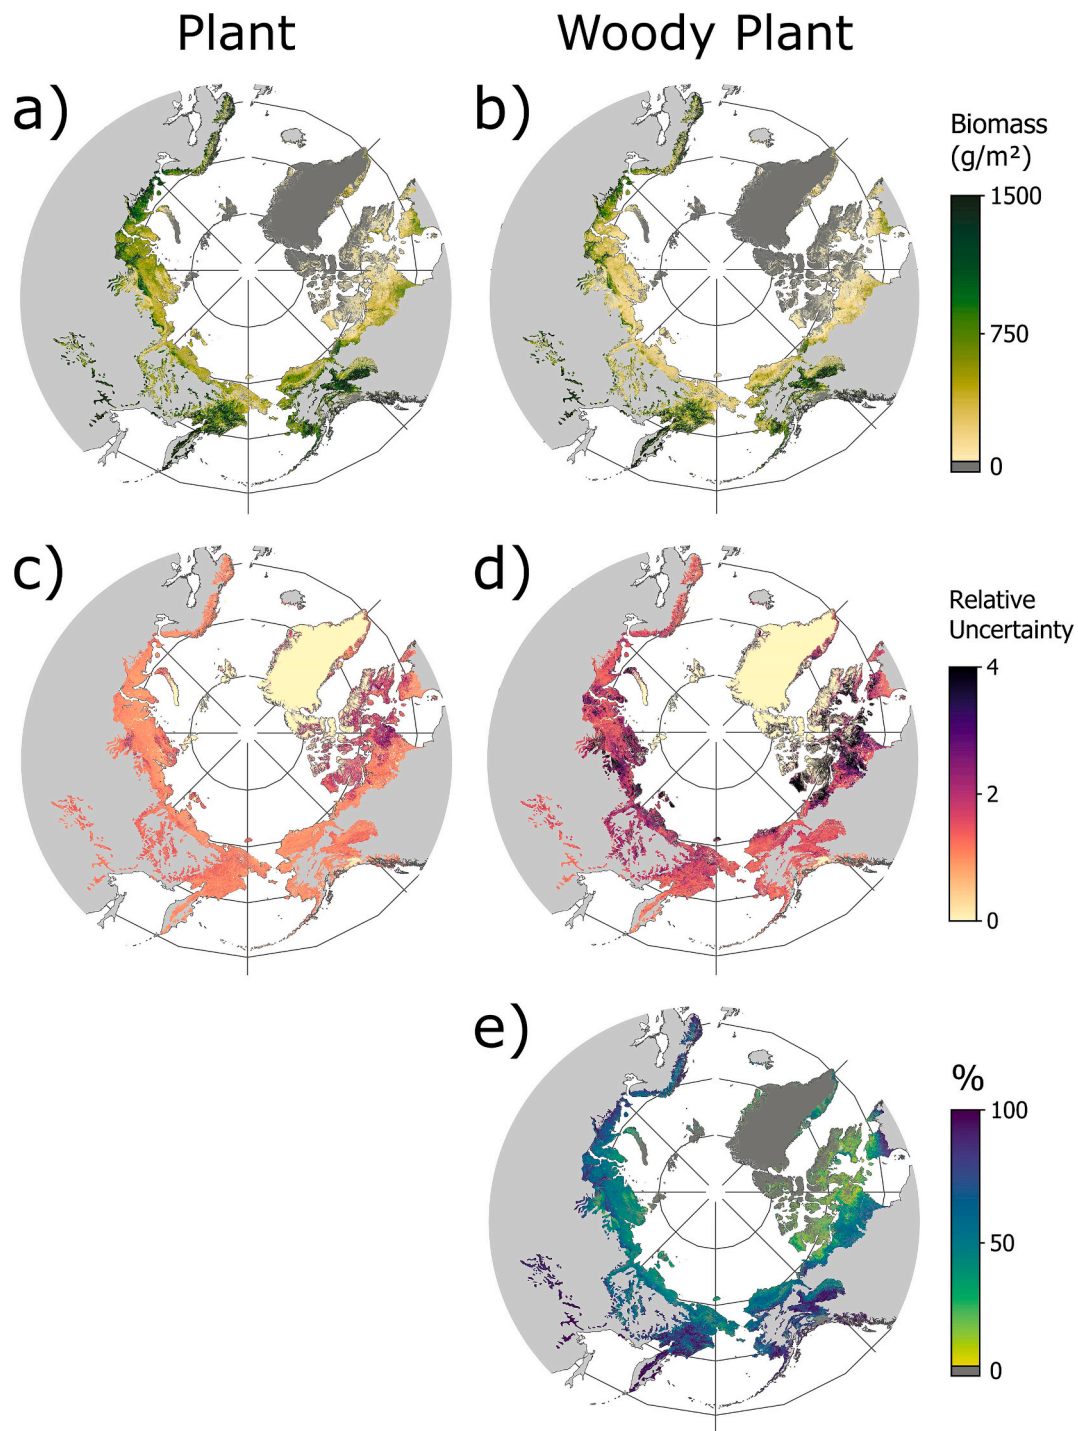 Plant
Woody Plant
a)
b)
Biomass
(g/m²)
1500
750
0
c)
d)
Relative
Uncertainty
4
2
0
e)
%
100
50
0